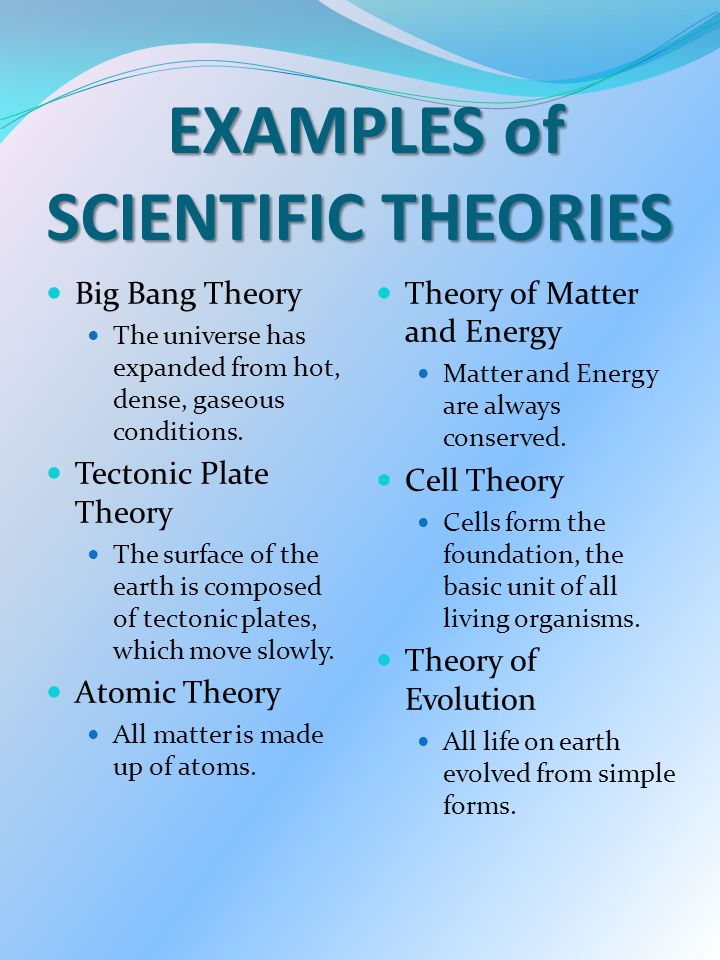 EXAMPLES of
SCIENTIFIC THEORIES
Big Bang Theory
The universe has
expanded from hot,
dense, gaseous
conditions.
Tectonic Plate
Theory
The surface of the
earth is composed
of tectonic plates,
which move slowly.
Atomic Theory
All matter is made
up of atoms.
Theory of Matter
and Energy
Matter and Energy
are always
conserved.
Cell Theory
Cells form the
foundation, the
basic unit of all
living organisms.
Theory of
Evolution
All life on earth
evolved from simple
forms.